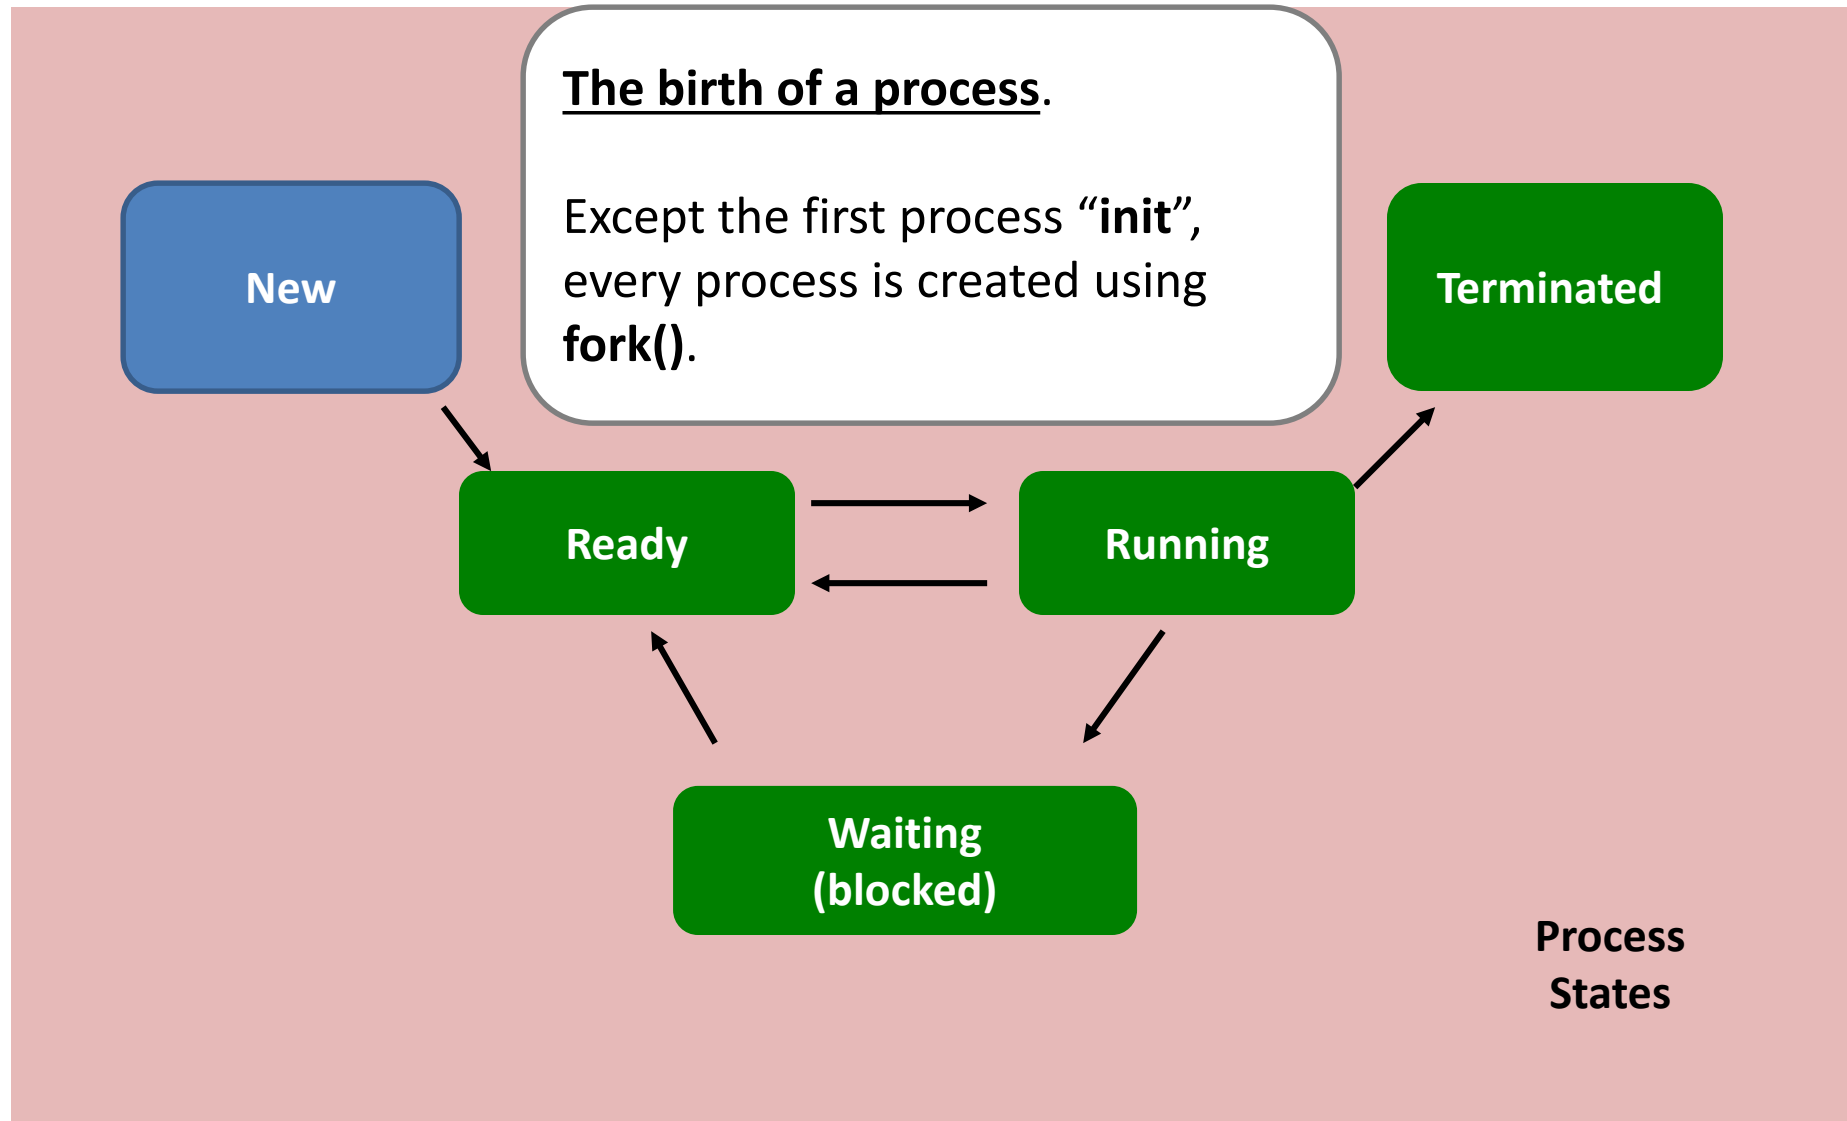 The birth of a process.
Except the first process “init”,
every process is created using
fork().
New
Terminated
Ready
Running
Waiting
(blocked)
Process
States